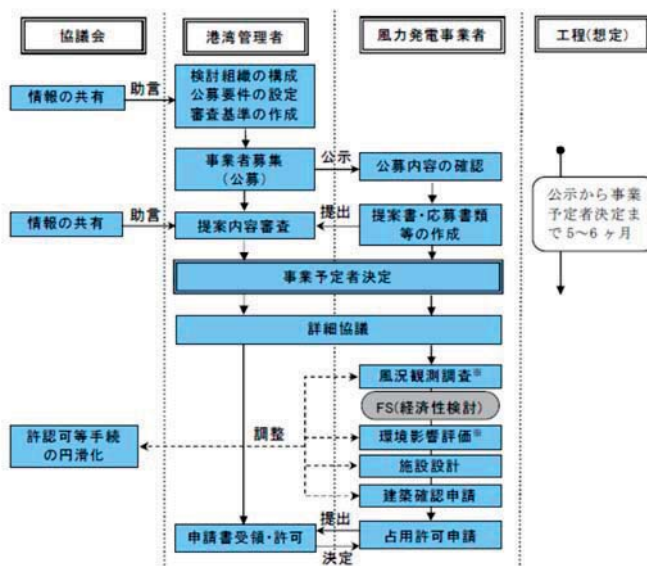 協議会
港湾管理者
風力発電事業者
工程(想定)
情報の共有
助言
検討組織の構成
公募要件の設定
審査基準の作成
事業者募集
(公募)
公示
公募内容の確認
情報の共有
助言
提案内容審査
提出
提案書・応募書類
等の作成
公示から事業
予定者決定ま
で5~6ヶ月
事業予定者決定
詳細協議
風況観測調査※
FS(経済性検討)
許認可等手続
の円滑化
調整
環境影響評価※
施設設計
建築確認申請
申請書受領・許可
提出
決定
占用許可申請